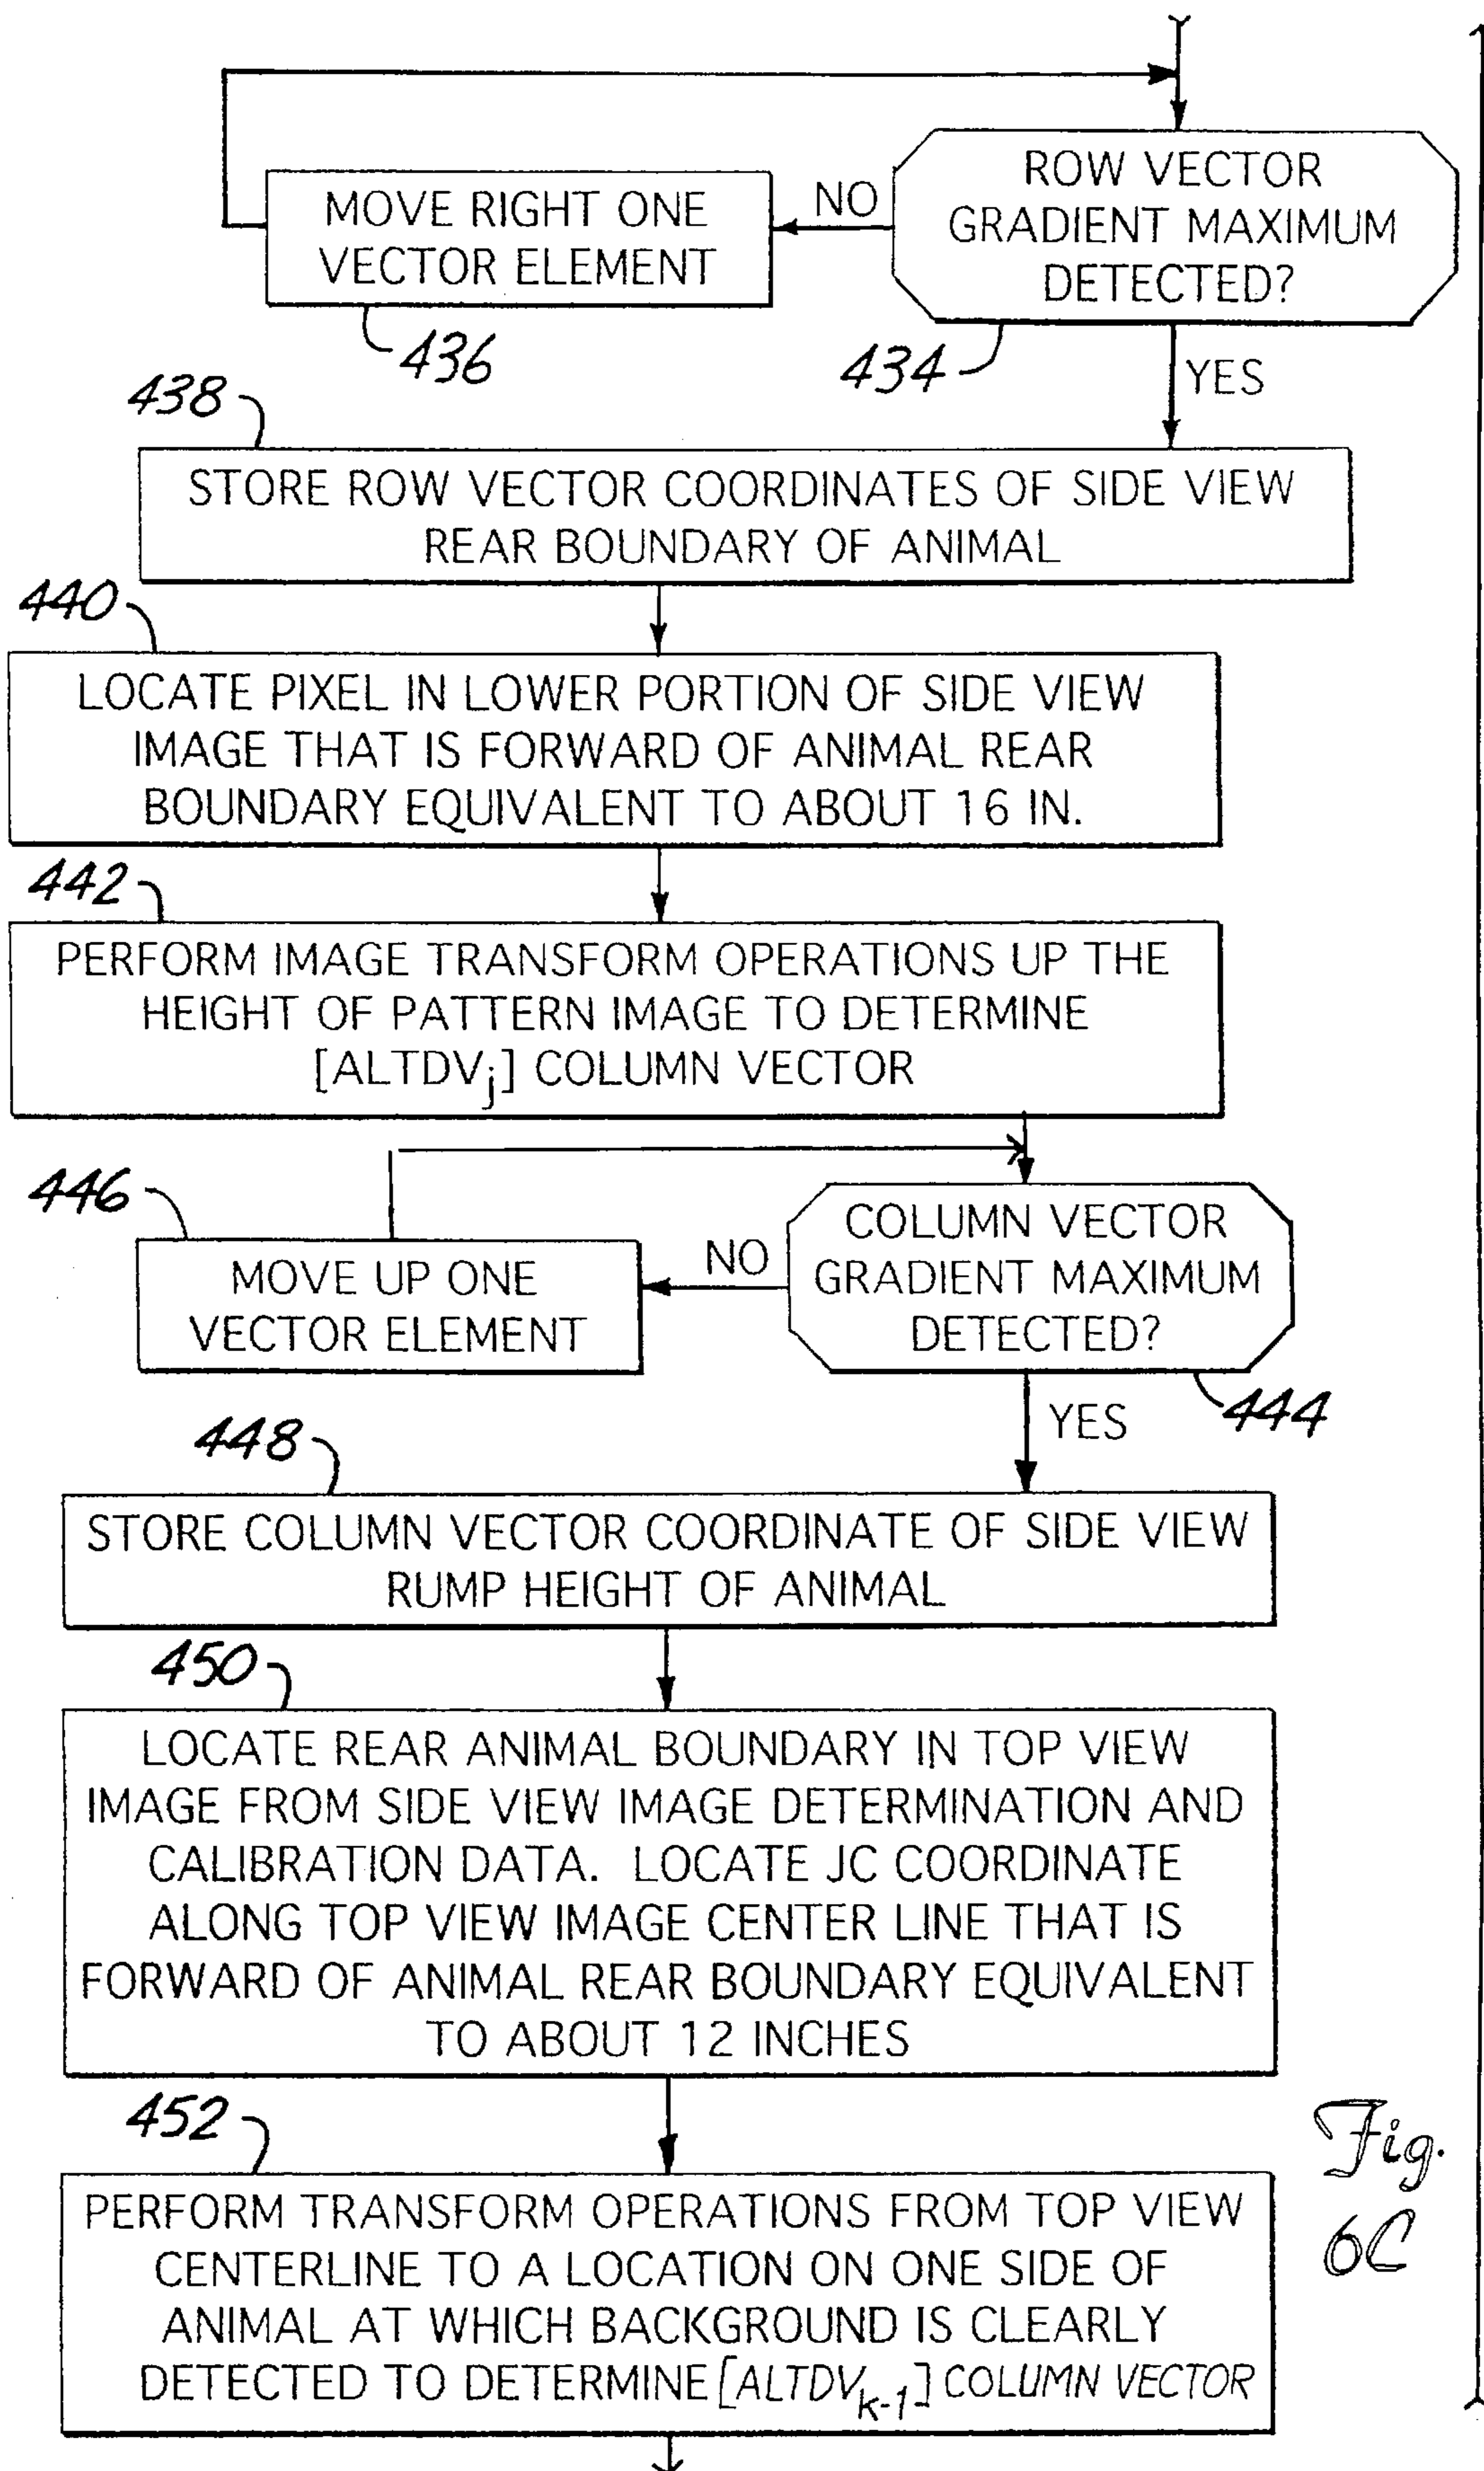 ROW VECTOR
GRADIENT MAXIMUM
DETECTED?
NO
MOVE RIGHT ONE
VECTOR ELEMENT
436
434
YES
438
STORE ROW VECTOR COORDINATES OF SIDE VIEW
REAR BOUNDARY OF ANIMAL
440
LOCATE PIXEL IN LOWER PORTION OF SIDE VIEW
IMAGE THAT IS FORWARD OF ANIMAL REAR
BOUNDARY EQUIVALENT TO ABOUT 16 IN.
442
PERFORM IMAGE TRANSFORM OPERATIONS UP THE
HEIGHT OF PATTERN IMAGE TO DETERMINE
[ALTDVj] COLUMN VECTOR
446
COLUMN VECTOR
GRADIENT MAXIMUM
DETECTED?
NO
MOVE UP ONE
VECTOR ELEMENT
444
YES
448
STORE COLUMN VECTOR COORDINATE OF SIDE VIEW
RUMP HEIGHT OF ANIMAL
450
LOCATE REAR ANIMAL BOUNDARY IN TOP VIEW
IMAGE FROM SIDE VIEW IMAGE DETERMINATION AND
CALIBRATION DATA. LOCATE JC COORDINATE
ALONG TOP VIEW IMAGE CENTER LINE THAT IS
FORWARD OF ANIMAL REAR BOUNDARY EQUIVALENT
TO ABOUT 12 INCHES
452
PERFORM TRANSFORM OPERATIONS FROM TOP VIEW
CENTERLINE TO A LOCATION ON ONE SIDE OF
ANIMAL AT WHICH BACKGROUND IS CLEARLY
DETECTED TO DETERMINE [ALTDVk-1] COLUMN VECTOR
Fig.
6C